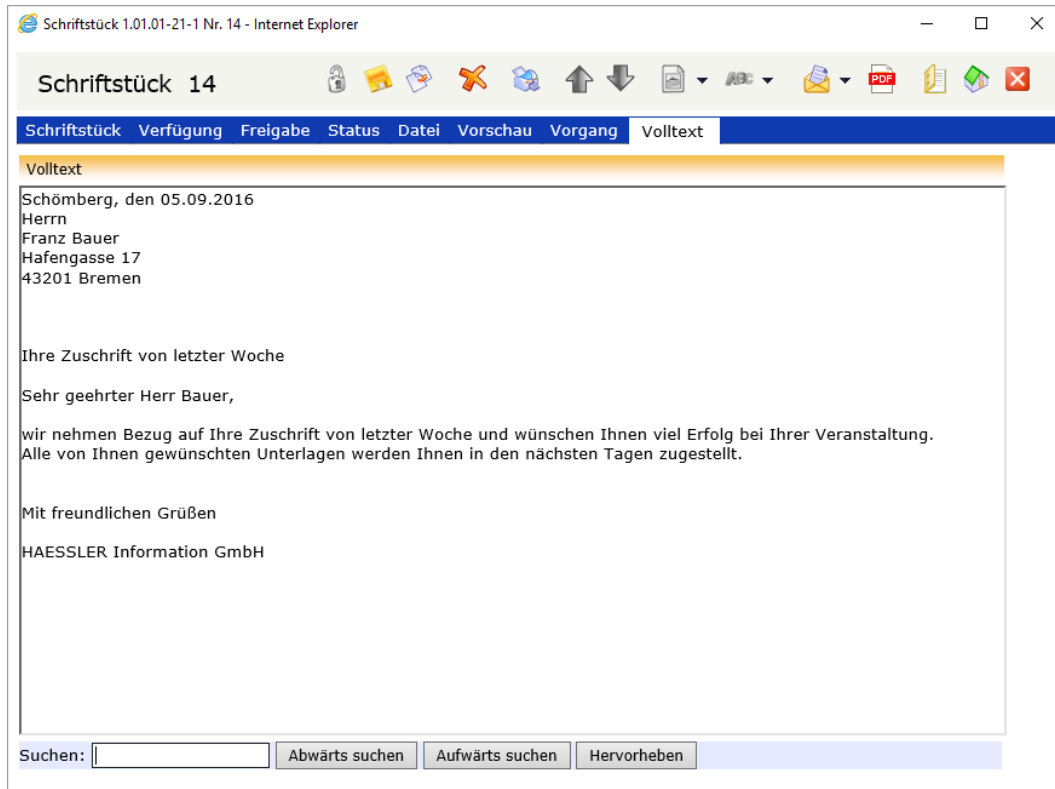 Schriftstück 1.01.01-21-1 Nr. 14 - Internet Explorer
Schriftstück 14
ABC
PDF
Schriftstück Verfügung Freigabe Status Datei Vorschau Vorgang Volltext
Volltext
Schömberg, den 05.09.2016
Herrn
Franz Bauer
Hafengasse 17
43201 Bremen
Ihre Zuschrift von letzter Woche
Sehr geehrter Herr Bauer,
wir nehmen Bezug auf Ihre Zuschrift von letzter Woche und wünschen Ihnen viel Erfolg bei Ihrer Veranstaltung.
Alle von Ihnen gewünschten Unterlagen werden Ihnen in den nächsten Tagen zugestellt.
Mit freundlichen Grüßen
HAESSLER Information GmbH
Suchen: Abwärts suchen Aufwärts suchen Hervorheben